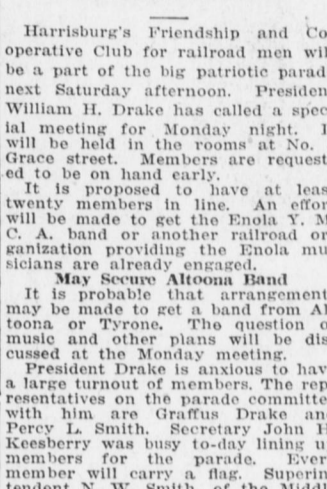 Harrisburg's Friendship and Co
operative Club for railroad men wil
be a part of the big patriotic parad
next Saturday afternoon. Presiden
William H. Drake has called a spec
ial meeting for Monday night. I
will be held in the rooms at No.
Grace street. Members are request
ed to be on hand early.
It is proposed to have at leas
twenty members in line. An effor
will be made to get the Enola Y. M
C. A. band or another railroad or
ganization providing the Enola mu
sicians are already engaged.
May Secure Altoona Band
It is probable that arrangement
may be made to get a band from Al
toona or Tyrone. The question o
music and other plans will be dis
cussed at the Monday meeting.
President Drake is anxious to hav
a large turnout of members. The rep
resentatives on the parade committe
with him are Graffus Drake an
Percy L. Smith. Secretary John H
Keesberry was busy to-day lining u
members for the parade. Ever
member will carry a flag. Superin
tendent N. W. Smith, of the Middl